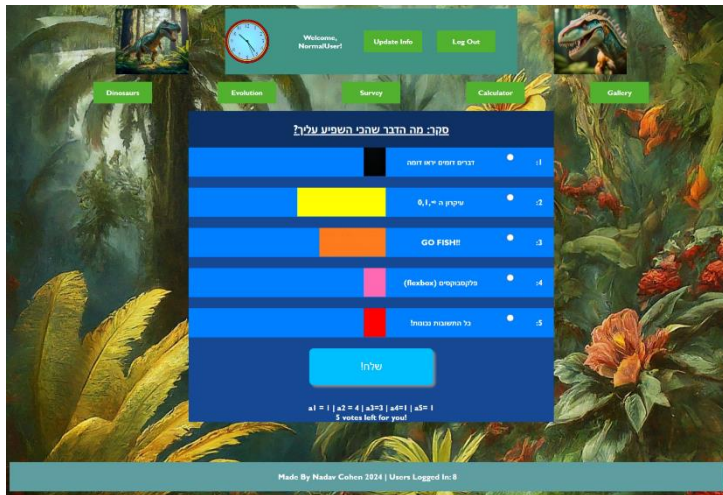 Welcome,
NormalUser!
Update Info
Log Out
Dinosaurs
Evolution
Survey
Calculator
Gallery
סקר: מה הדבר שהכי השפיע עליך?
1: דברים דומים יראו דומה
2: עיקרון ה ∞,0,1
3: GO FISH!!
4: פלקסבוקסים (flexbox)
5: כל התשובות נכונות!
שלח!
a1 = 1 | a2 = 4 | a3=3 | a4=1 | a5= 1
5 votes left for you!
Made By Nadav Cohen 2024 | Users Logged In: 8